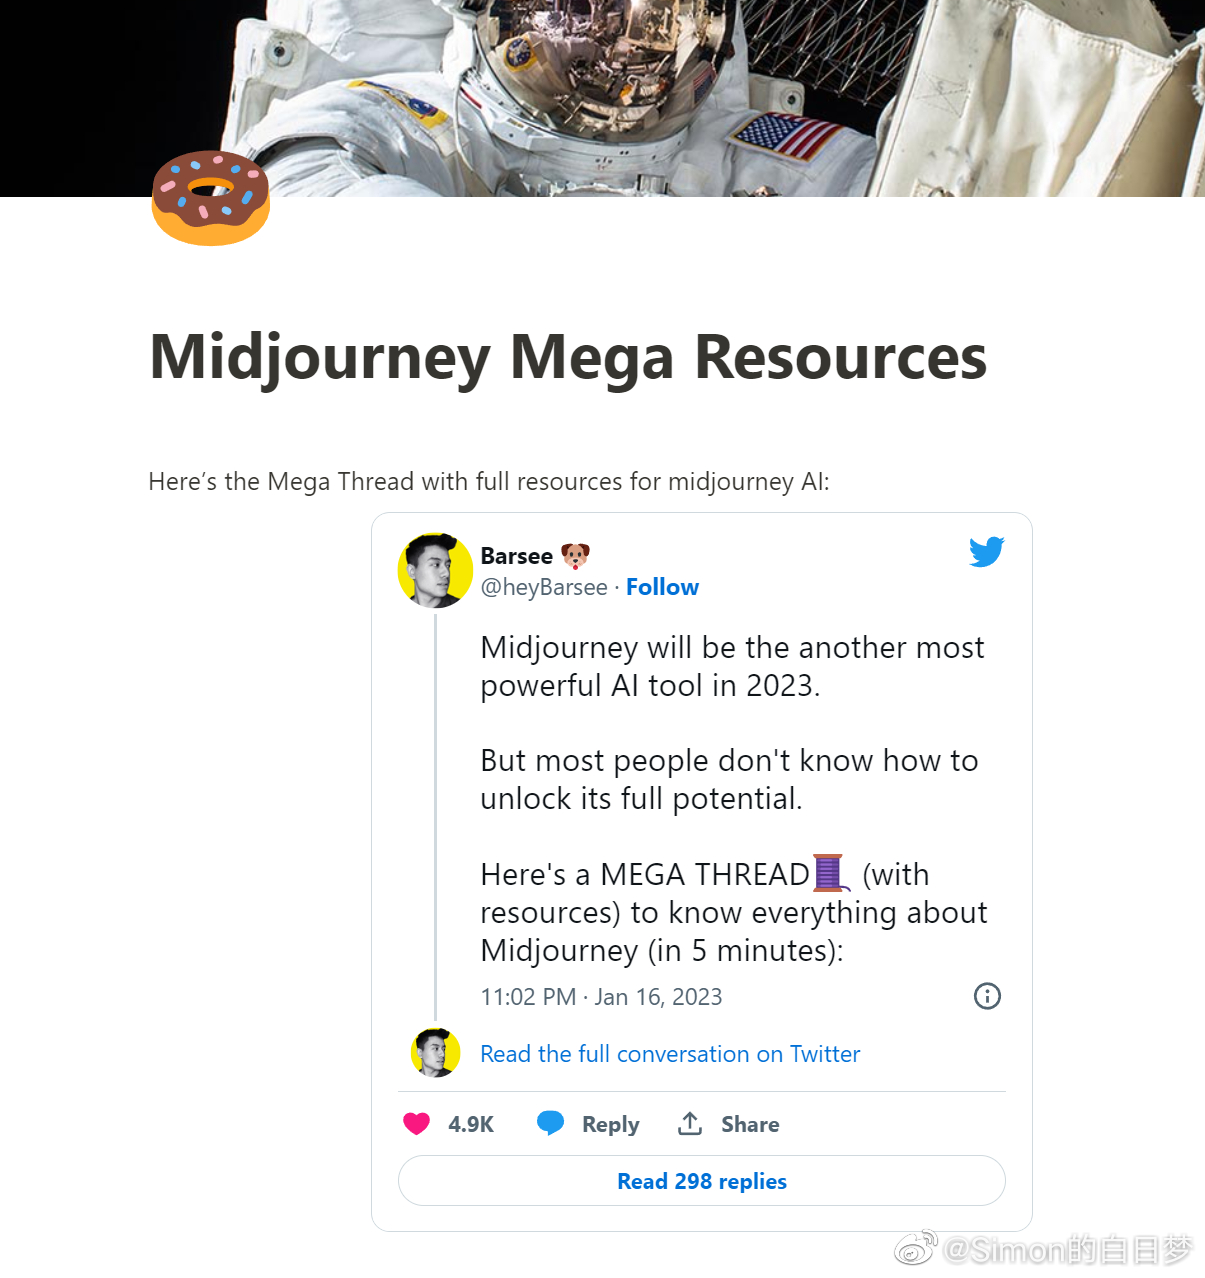 Midjourney Mega Resources
Here’s the Mega Thread with full resources for midjourney AI:
Barsee
@heyBarsee · Follow
Midjourney will be the another most
powerful AI tool in 2023.
But most people don't know how to
unlock its full potential.
Here's a MEGA THREAD🧵 (with
resources) to know everything about
Midjourney (in 5 minutes):
11:02 PM · Jan 16, 2023
Read the full conversation on Twitter
4.9K Reply Share
Read 298 replies
@Simon的白日梦